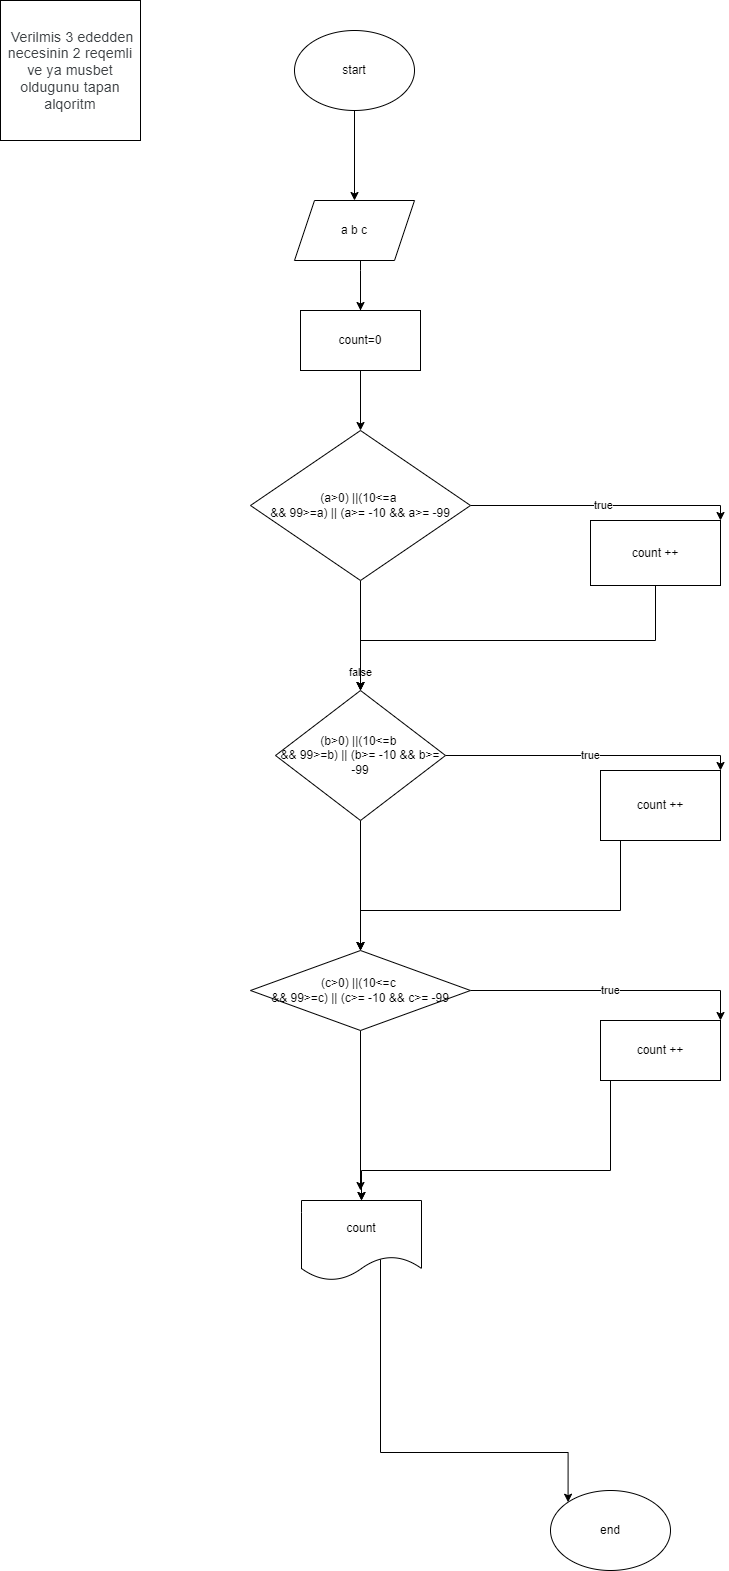 Verilmis 3 ededden
necesinin 2 reqemli
ve ya musbet
oldugunu tapan
alqoritm
start
a b c
count=0
(a>0) ||(10<=a
&& 99>=a) || (a>= -10 && a>= -99
true
count ++
false
(b>0) ||(10<=b
&& 99>=b) || (b>= -10 && b>=
-99
true
count ++
(c>0) ||(10<=c
&& 99>=c) || (c>= -10 && c>= -99
true
count ++
count
end